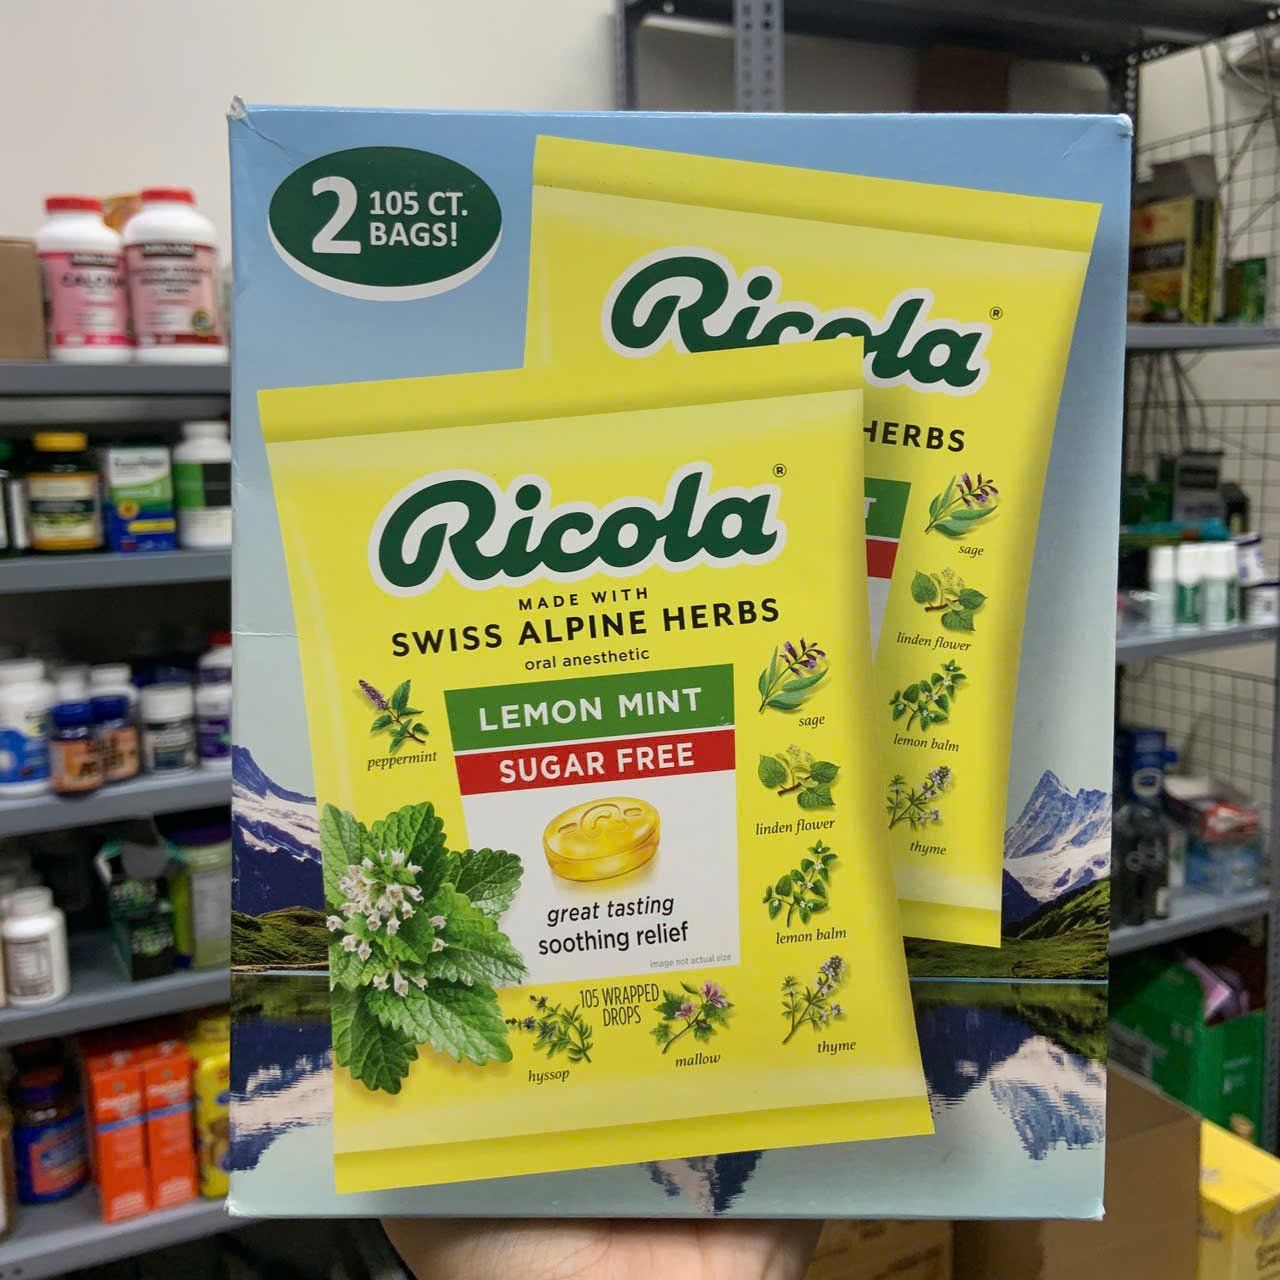 2 105 CT.
BAGS!
Ricola®
HERBS
T
sage
linden flower
lemon balm
thyme
Ricola®
MADE WITH
SWISS ALPINE HERBS
oral anesthetic
LEMON MINT
SUGAR FREE
peppermint
sage
linden flower
great tasting
soothing relief
image not actual size
lemon balm
105 WRAPPED
DROPS
hyssop
mallow
thyme
CALCIUM